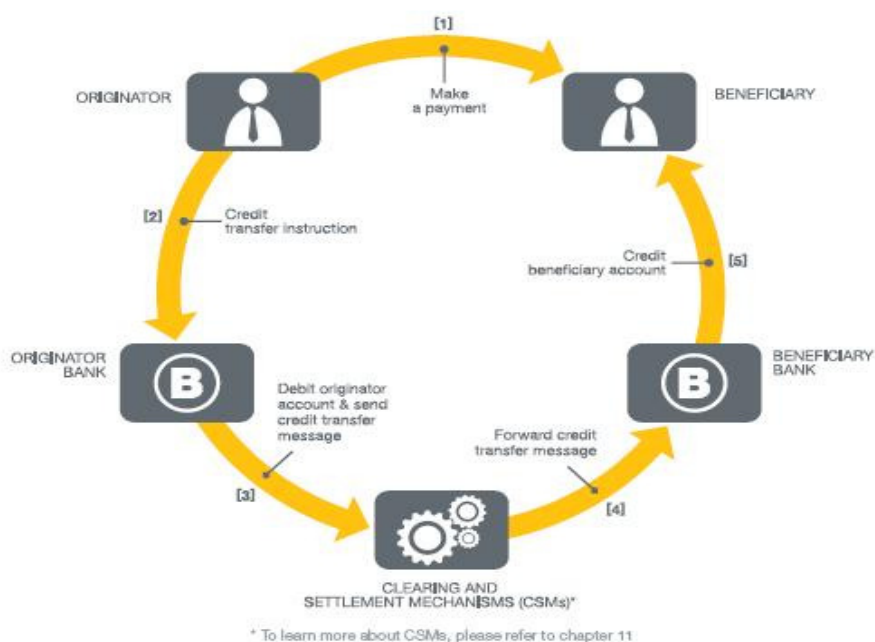 [1]
Make
a payment
ORIGINATOR
BENEFICIARY
[2]
Credit
transfer instruction
Credit
beneficiary account
[5]
ORIGINATOR
BANK
B
B
BENEFICIARY
BANK
Debit originator
account & send
credit transfer
message
Forward credit
transfer message
[3]
[4]
CLEARING AND
SETTLEMENT MECHANISMS (CSMs)*
* To learn more about CSMs, please refer to chapter 11